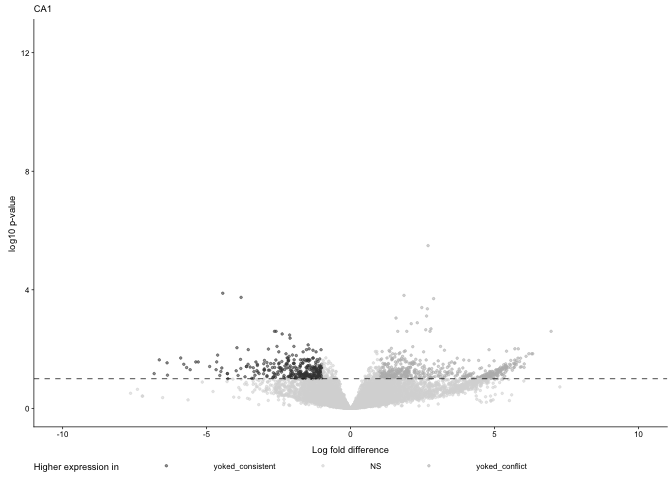 CA1
12
8
4
0
log10 p-value
-10 -5 0 5 10
Log fold difference
Higher expression in yoked_consistent NS yoked_conflict